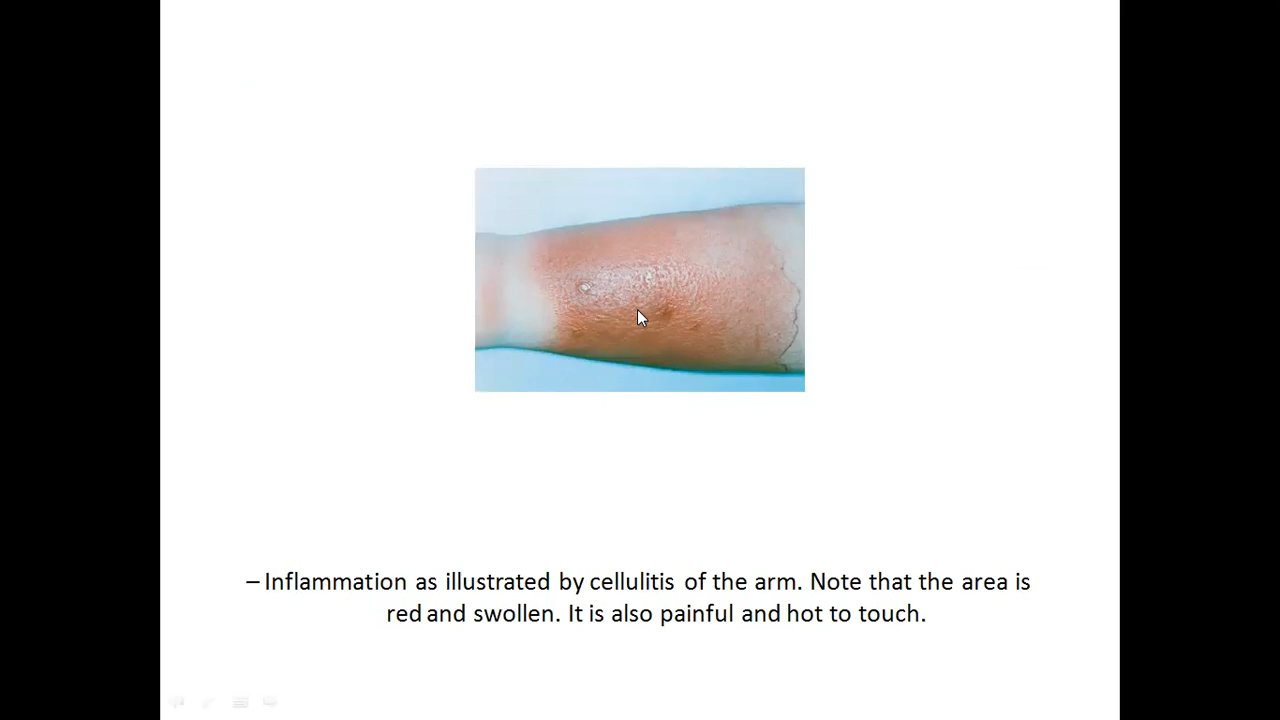 – Inflammation as illustrated by cellulitis of the arm. Note that the area is
red and swollen. It is also painful and hot to touch.